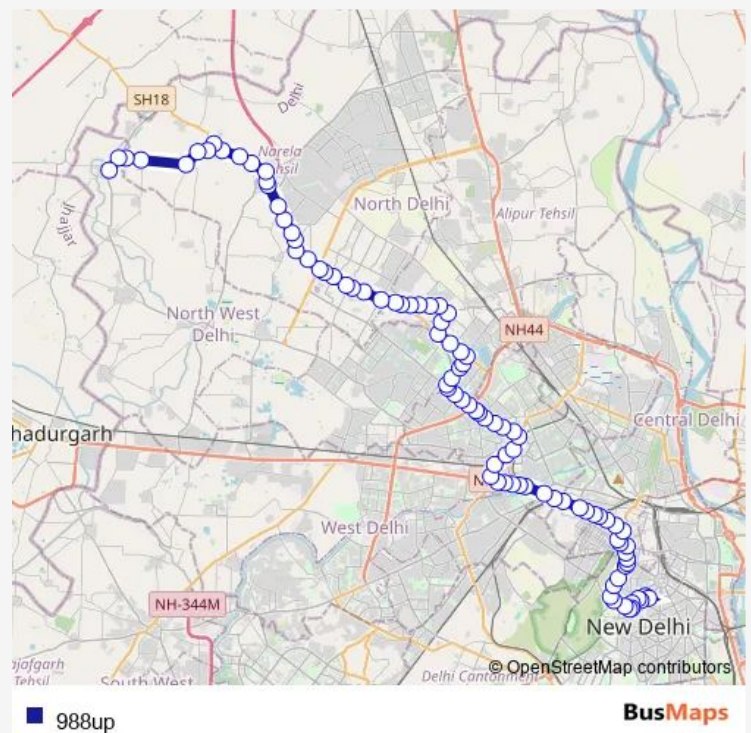 SH18
Delhi
Narela
Tehsil
North Delhi
Alipur Tehsil
Jhajjar
North West
Delhi
NH44
Central Delhi
hadurgarh
N
West Delhi
NH-344M
New Delhi
ajafgarh
Tehsil
South West
Delhi Cantonment
© OpenStreetMap contributors
988up
BusMaps